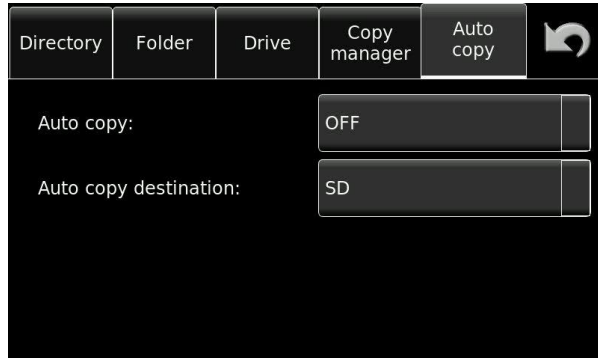 Directory
Folder
Drive
Copy
manager
Auto
copy
Auto copy:
OFF
Auto copy destination:
SD